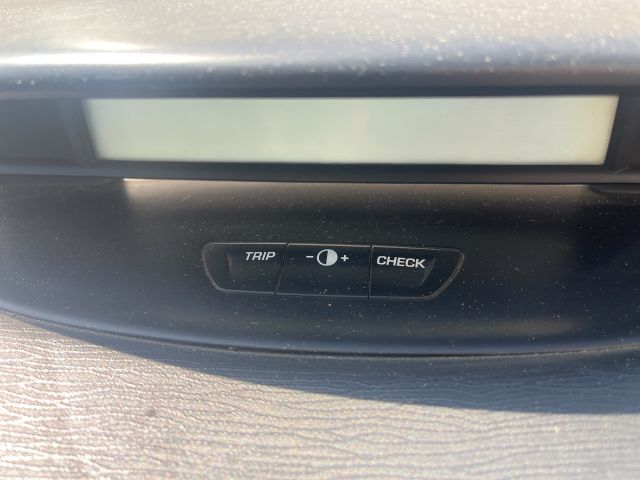 TRIP - + CHECK